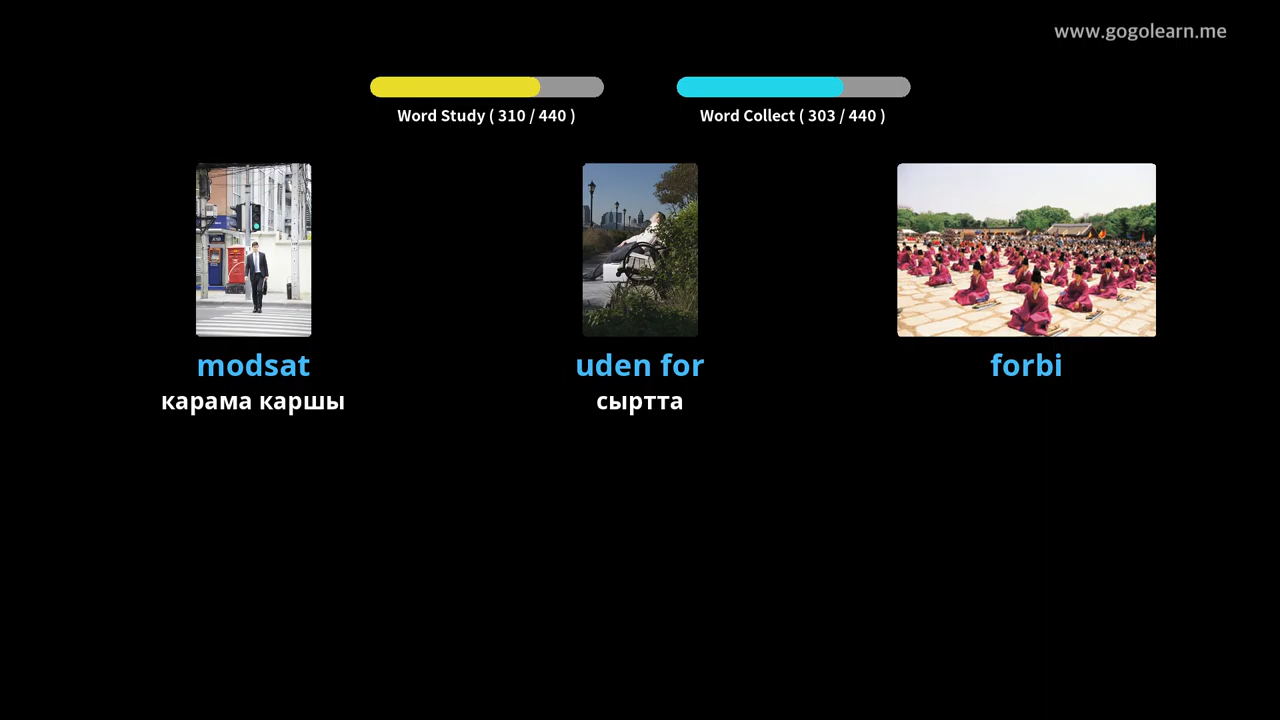 www.gogolearn.me
Word Study ( 310 / 440 )
Word Collect ( 303 / 440 )
modsat
карама каршы
uden for
сыртта
forbi